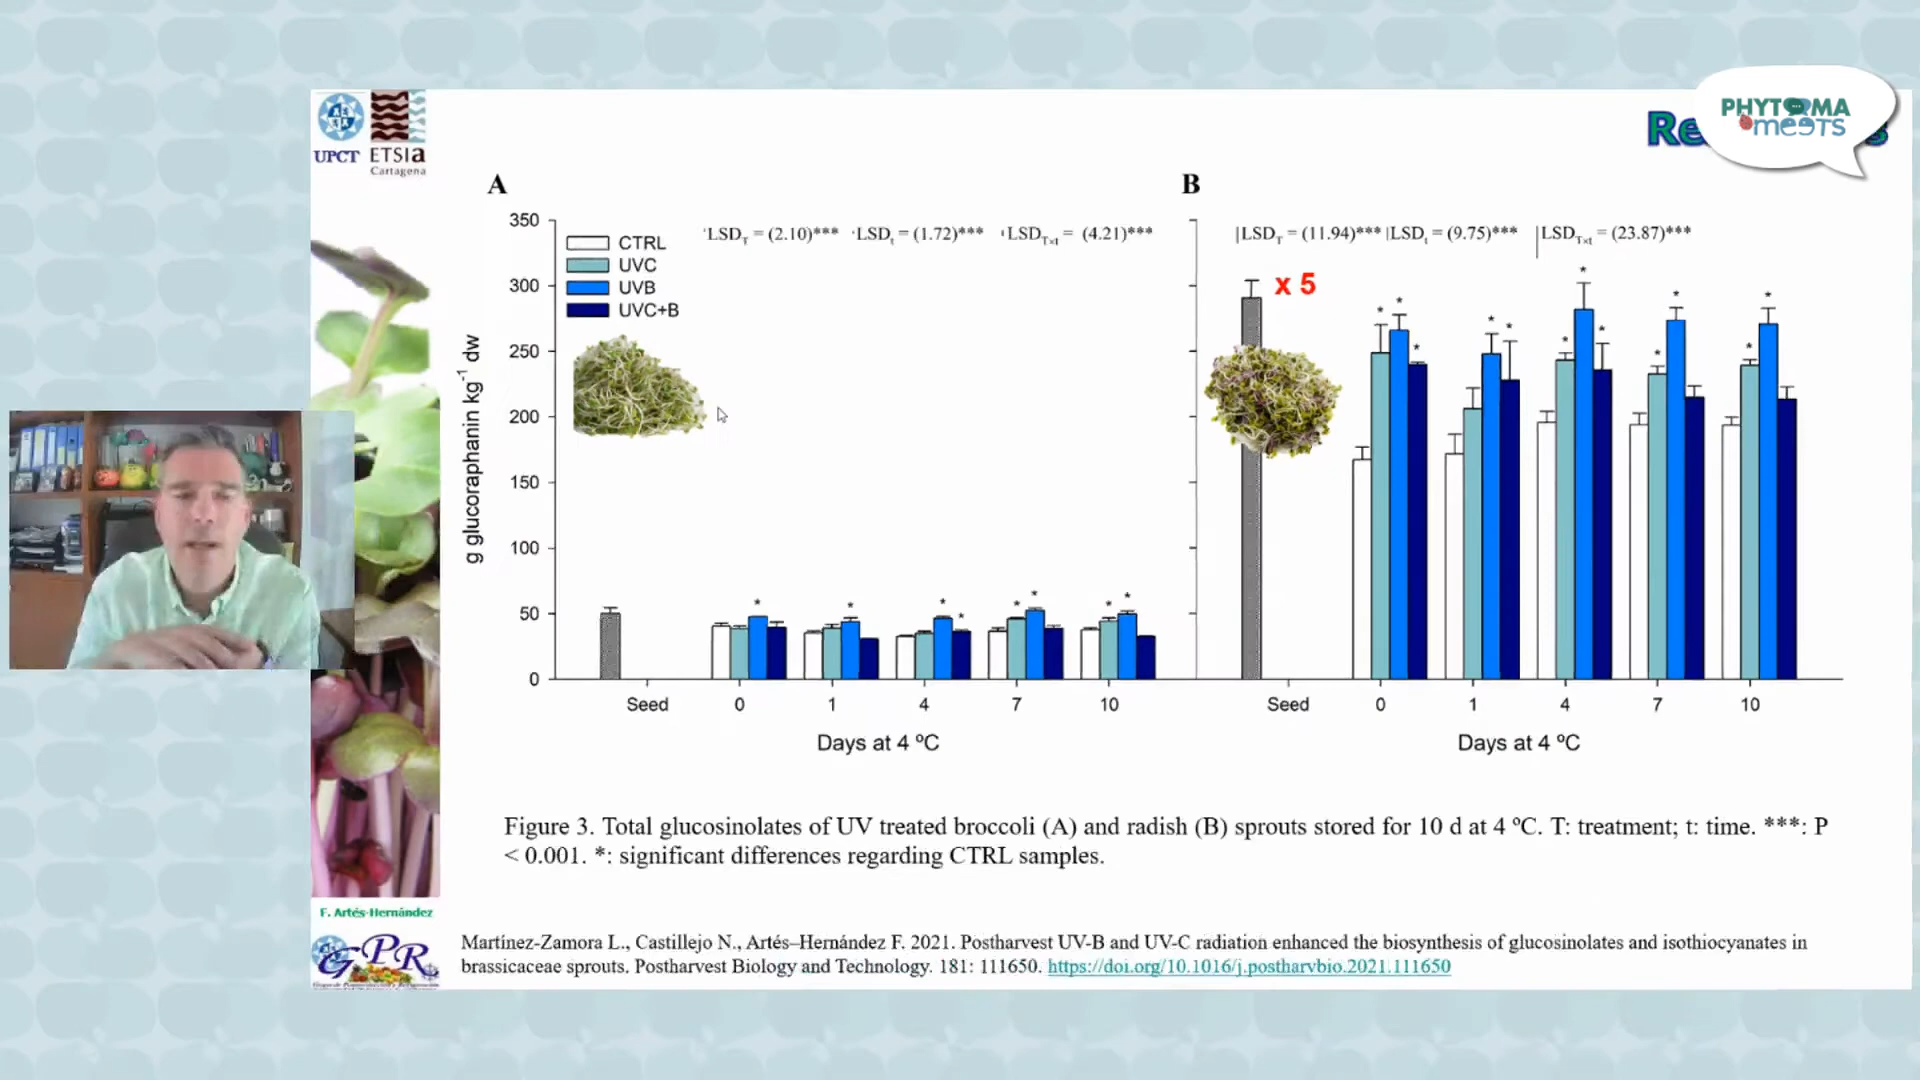 UPCT
ETSIa
Cartagena
PHYTOMA
meeTS
A
B
350
300
250
200
150
100
50
0
g glucoraphanin kg⁻¹ dw
CTRL
UVC
UVB
UVC+B
LSD_T = (2.10)*** LSD_t = (1.72)*** LSD_T×t = (4.21)***
LSD_T = (11.94)*** LSD_t = (9.75)*** LSD_T×t = (23.87)***
x 5
Seed 0 1 4 7 10
Days at 4 ºC
Seed 0 1 4 7 10
Days at 4 ºC
Figure 3. Total glucosinolates of UV treated broccoli (A) and radish (B) sprouts stored for 10 d at 4 ºC. T: treatment; t: time. ***: P
< 0.001. *: significant differences regarding CTRL samples.
F. Artés-Hernández
GPR
Martínez-Zamora L., Castillejo N., Artés–Hernández F. 2021. Postharvest UV-B and UV-C radiation enhanced the biosynthesis of glucosinolates and isothiocyanates in
brassicaceae sprouts. Postharvest Biology and Technology. 181: 111650. https://doi.org/10.1016/j.postharvbio.2021.111650